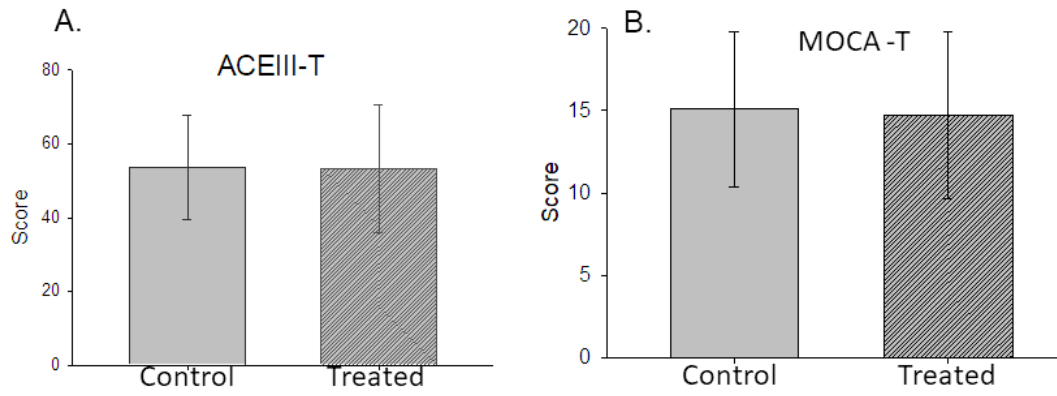 A.
ACEIII-T
80
60
40
20
0
Score
Control Treated
B.
MOCA -T
20
15
10
5
0
Score
Control Treated